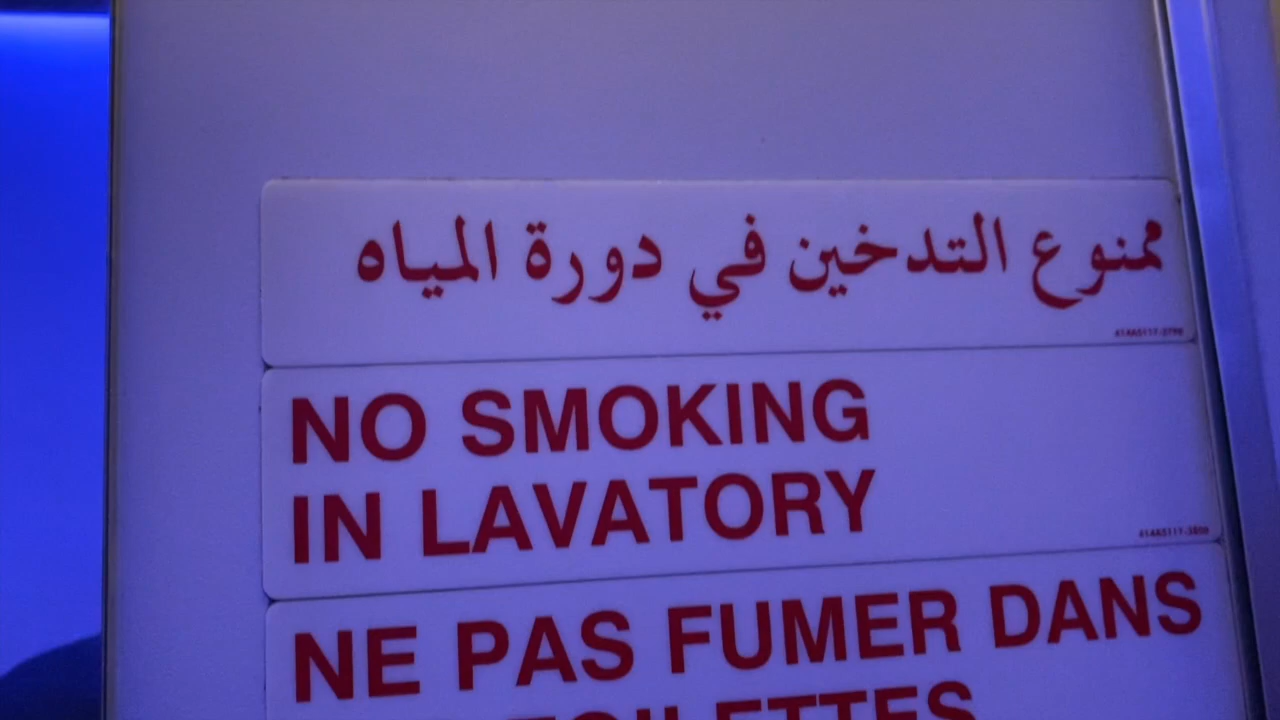 ممنوع التدخين في دورة المياه
NO SMOKING
IN LAVATORY
NE PAS FUMER DANS
TOILETTES